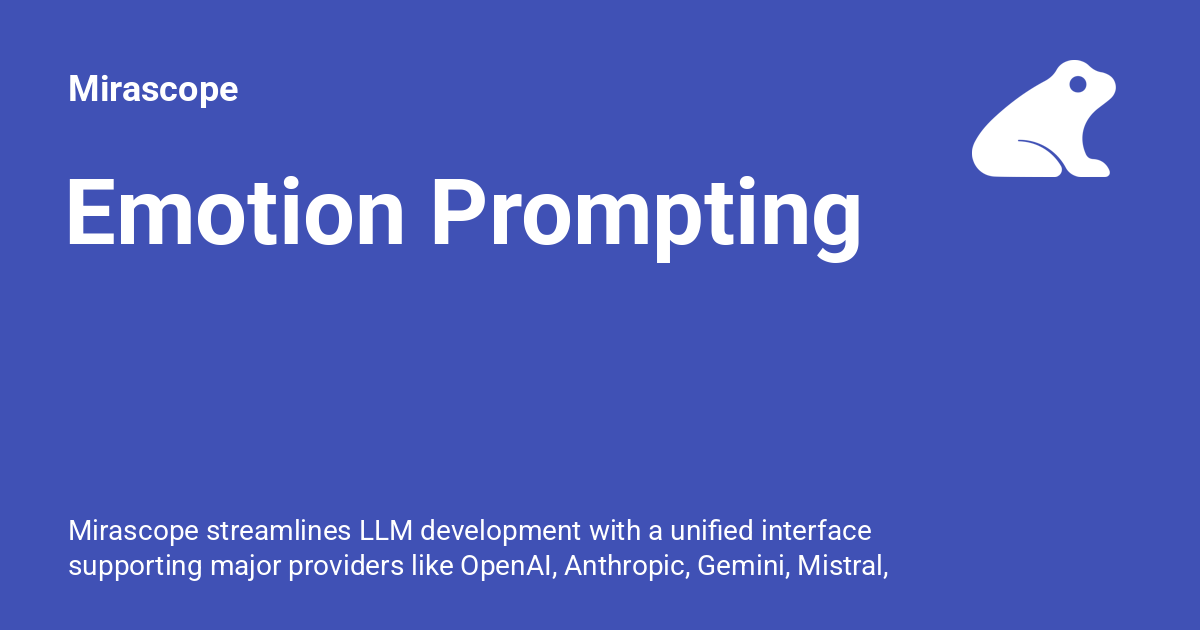 Mirascope
Emotion Prompting
Mirascope streamlines LLM development with a unified interface
supporting major providers like OpenAI, Anthropic, Gemini, Mistral,